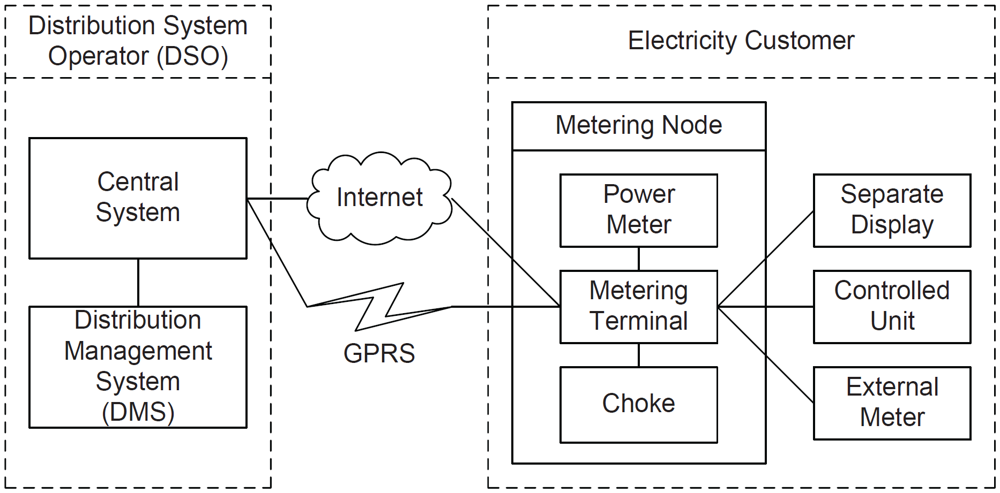 Distribution System
Operator (DSO)
Electricity Customer
Metering Node
Central
System
Internet
Power
Meter
Separate
Display
Metering
Terminal
Controlled
Unit
Distribution
Management
System
(DMS)
GPRS
Choke
External
Meter